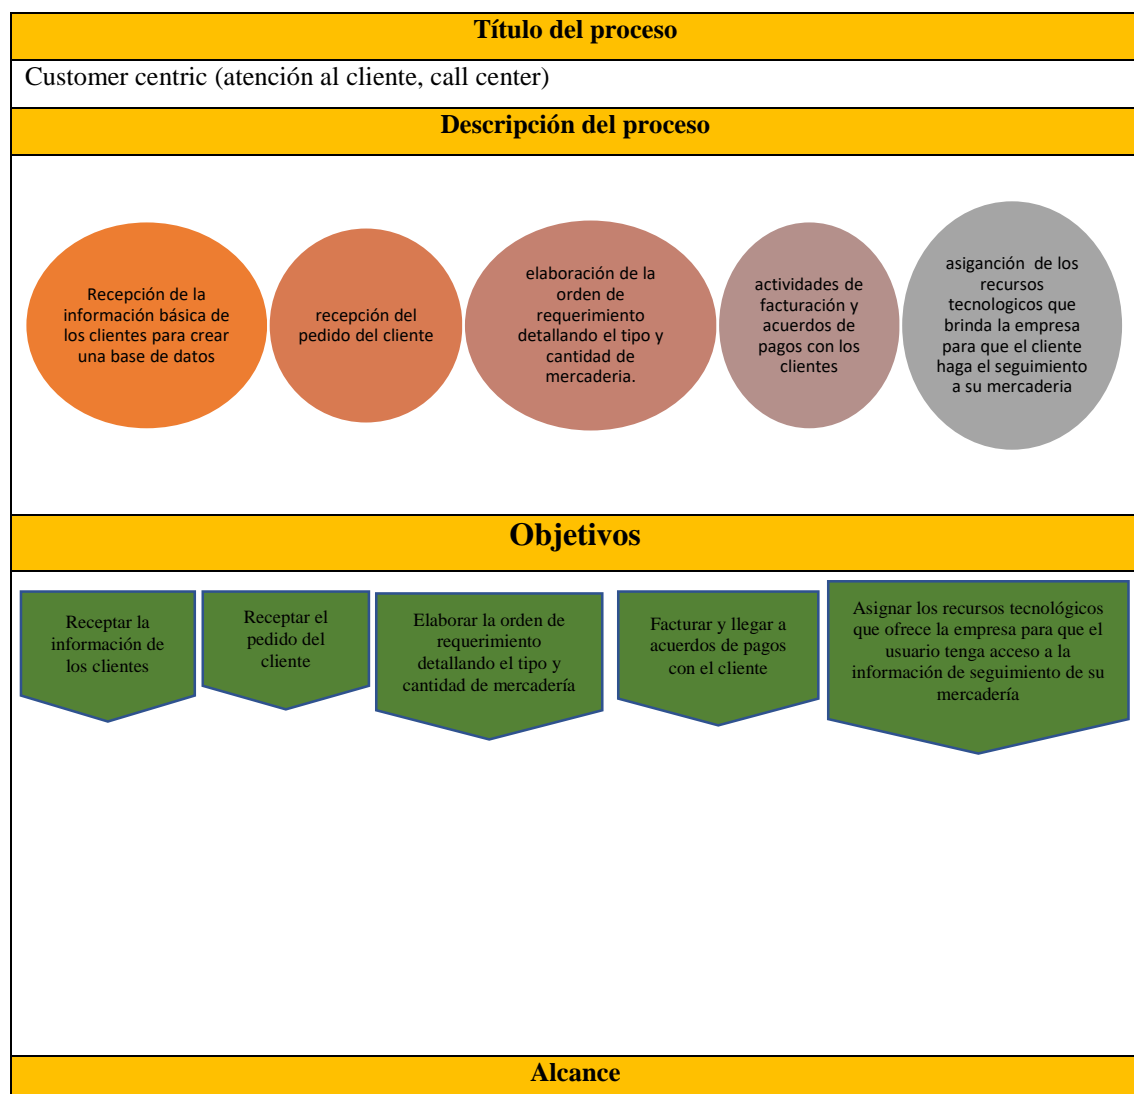 Título del proceso
Customer centric (atención al cliente, call center)
Descripción del proceso
Recepción de la
información básica de
los clientes para crear
una base de datos
recepción del
pedido del cliente
elaboración de la
orden de
requerimiento
detallando el tipo y
cantidad de
mercaderia.
actividades de
facturación y
acuerdos de
pagos con los
clientes
asigańción de los
recursos
tecnologicos que
brinda la empresa
para que el cliente
haga el seguimiento
a su mercaderia
Objetivos
Receptar la
información de
los clientes
Receptar el
pedido del
cliente
Elaborar la orden de
requerimiento
detallando el tipo y
cantidad de mercadería
Facturar y llegar a
acuerdos de pagos
con el cliente
Asignar los recursos tecnológicos
que ofrece la empresa para que el
usuario tenga acceso a la
información de seguimiento de su
mercadería
Alcance